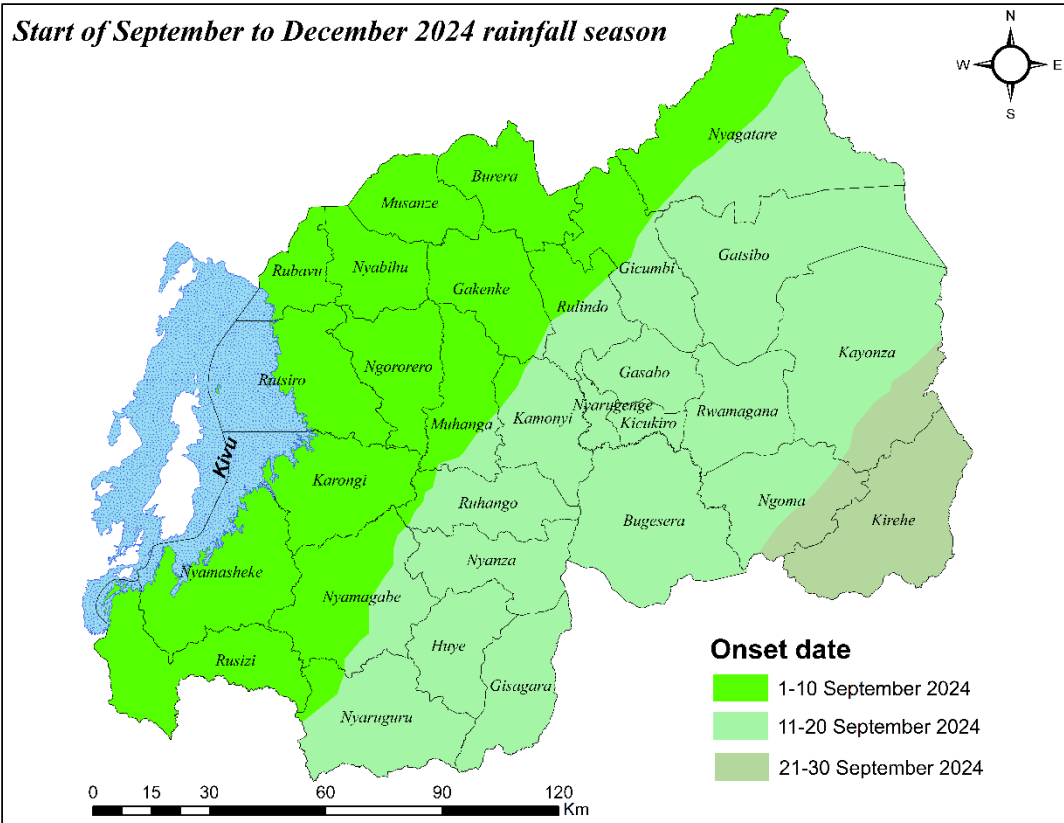 Start of September to December 2024 rainfall season
N
W E
S
Nyagatare
Burera
Musanze
Gatsibo
Gicumbi
Rubavu
Nyabihu
Gakenke
Rulindo
Kayonza
Rutsiro
Ngororero
Gasabo
Nyarugenge
Rwamagana
Kamonyi
Kicukiro
Muhanga
Kivu
Karongi
Ruhango
Ngoma
Bugesera
Kirehe
Nyanza
Nyamasheke
Nyamagabe
Huye
Rusizi
Gisagara
Nyaruguru
Onset date
1-10 September 2024
11-20 September 2024
21-30 September 2024
0 15 30 60 90 120
Km